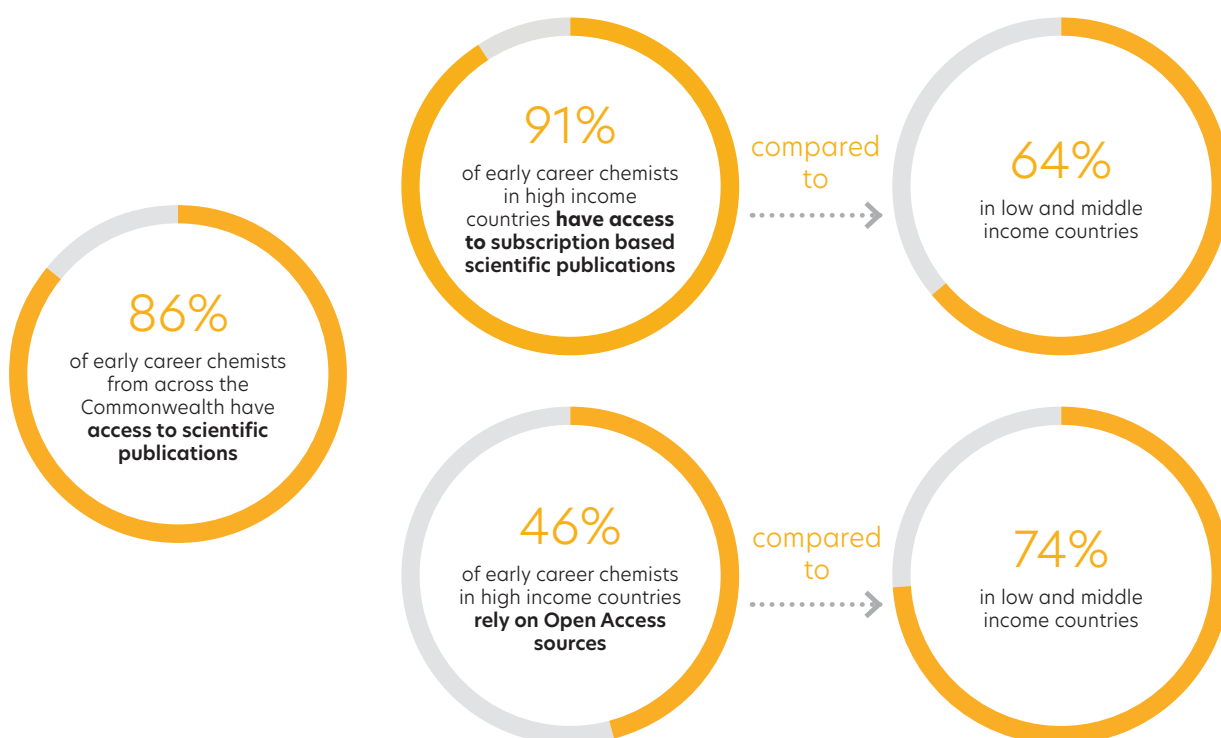 86%
of early career chemists
from across the
Commonwealth have
access to scientific
publications
91%
of early career chemists
in high income
countries have access
to subscription based
scientific publications
compared
to
64%
in low and middle
income countries
46%
of early career chemists
in high income countries
rely on Open Access
sources
compared
to
74%
in low and middle
income countries